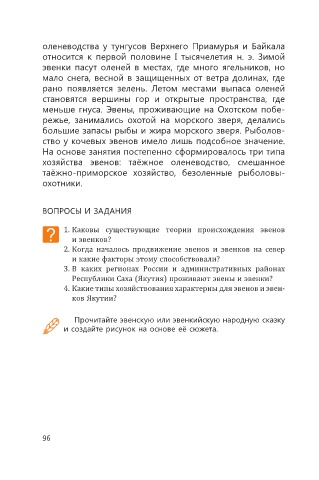 оленеводства у тунгусов Верхнего Приамурья и Байкала
относится к первой половине I тысячелетия н. э. Зимой
эвенки пасут оленей в местах, где много ягельников, но
мало снега, весной в защищенных от ветра долинах, где
рано появляется зелень. Летом местами выпаса оленей
становятся вершины гор и открытые пространства, где
меньше гнуса. Эвены, проживающие на Охотском побе-
режье, занимались охотой на морского зверя, делались
большие запасы рыбы и жира морского зверя. Рыболов-
ство у кочевых эвенов имело лишь подсобное значение.
На основе занятия постепенно сформировалось три типа
хозяйства эвенов: таёжное оленеводство, смешанное
таёжно-приморское хозяйство, безоленные рыболовы-
охотники.
ВОПРОСЫ И ЗАДАНИЯ
?
1. Каковы существующие теории происхождения эвенов
и эвенков?
2. Когда началось продвижение эвенов и эвенков на север
и какие факторы этому способствовали?
3. В каких регионах России и административных районах
Республики Саха (Якутия) проживают эвены и эвенки?
4. Какие типы хозяйствования характерны для эвенов и эвен-
ков Якутии?
Прочитайте эвенскую или эвенкийскую народную сказку
и создайте рисунок на основе её сюжета.
96